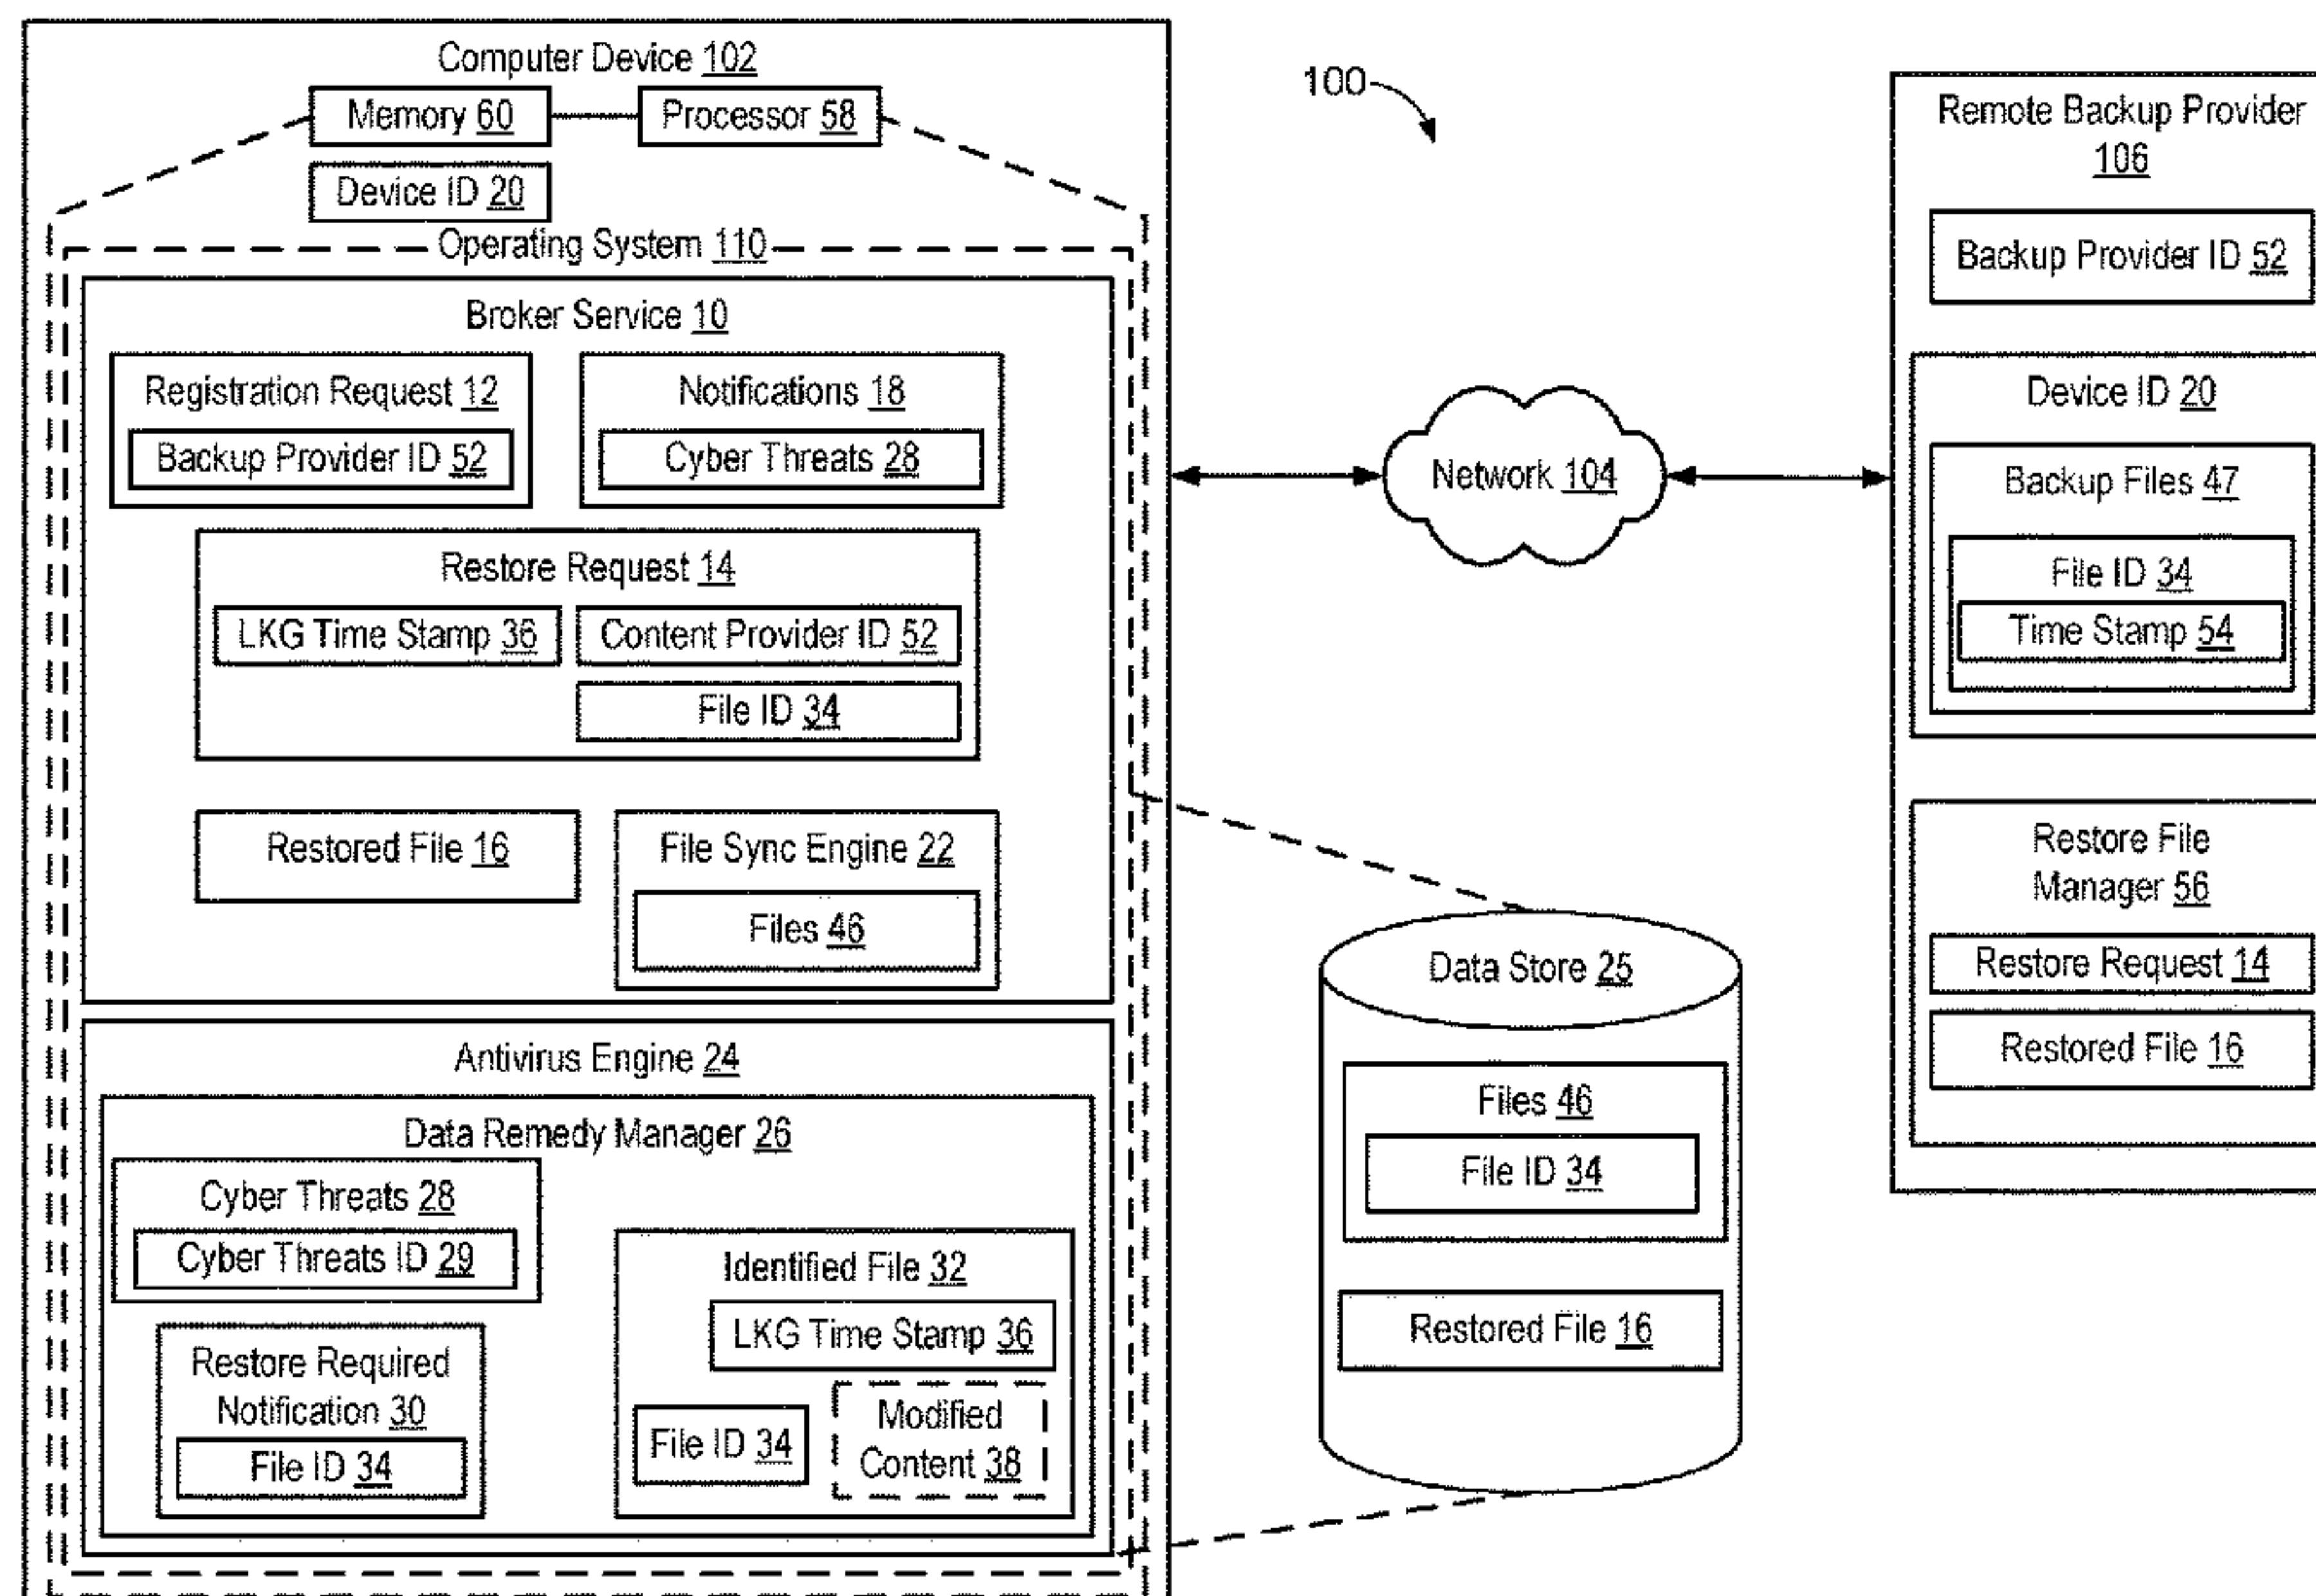 Computer Device 102
Memory 60
Processor 58
Device ID 20
Operating System 110
Broker Service 10
Registration Request 12
Backup Provider ID 52
Notifications 18
Cyber Threats 28
Restore Request 14
LKG Time Stamp 36
Content Provider ID 52
File ID 34
Restored File 16
File Sync Engine 22
Files 46
Antivirus Engine 24
Data Remedy Manager 26
Cyber Threats 28
Cyber Threats ID 29
Restore Required
Notification 30
File ID 34
Identified File 32
LKG Time Stamp 36
File ID 34
Modified
Content 38
100
Network 104
Data Store 25
Files 46
File ID 34
Restored File 16
Remote Backup Provider
106
Backup Provider ID 52
Device ID 20
Backup Files 47
File ID 34
Time Stamp 54
Restore File
Manager 56
Restore Request 14
Restored File 16